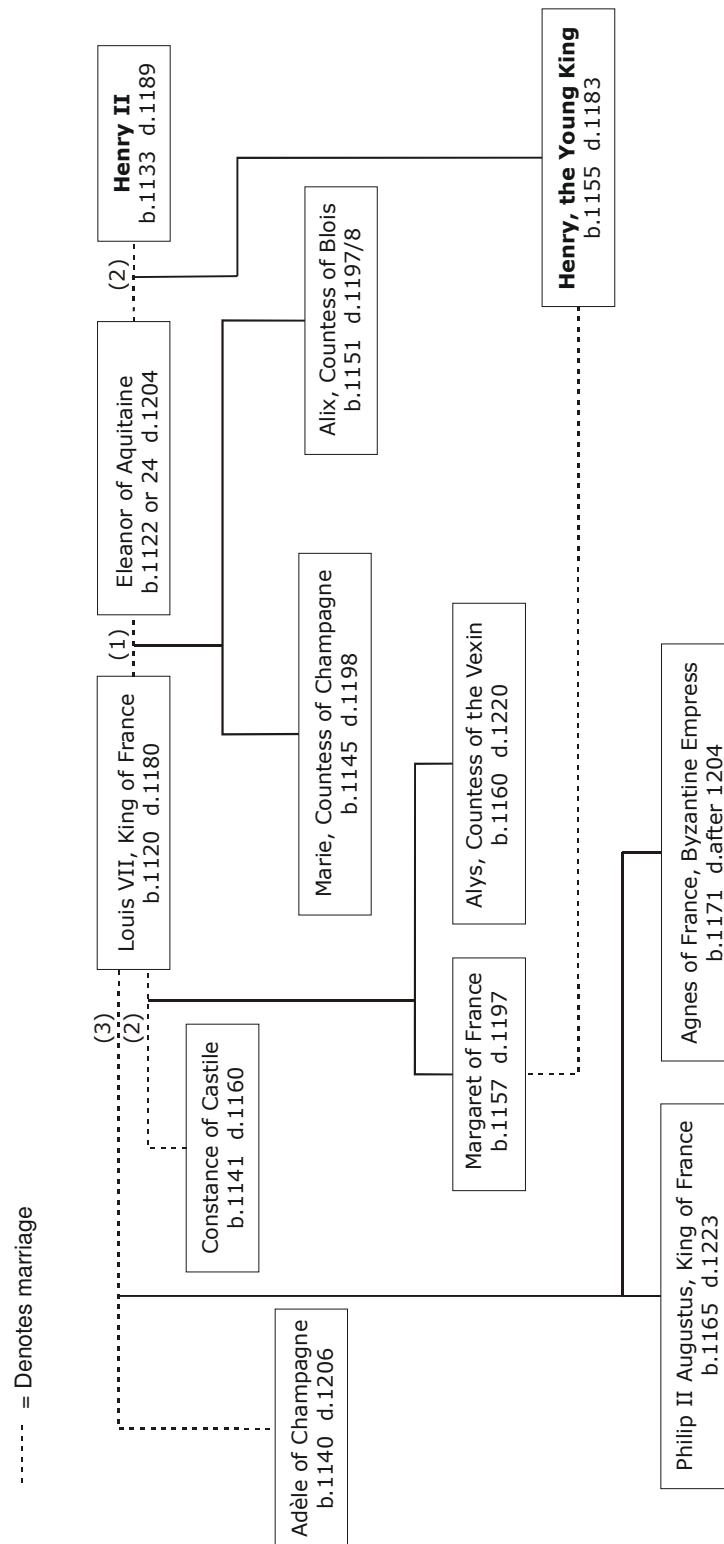 ---- = Denotes marriage
Adèle of Champagne
b.1140 d.1206
(3)
(2)
Constance of Castile
b.1141 d.1160
Louis VII, King of France
b.1120 d.1180
(1)
Eleanor of Aquitaine
b.1122 or 24 d.1204
(2)
Henry II
b.1133 d.1189
Marie, Countess of Champagne
b.1145 d.1198
Alix, Countess of Blois
b.1151 d.1197/8
Margaret of France
b.1157 d.1197
Alys, Countess of the Vexin
b.1160 d.1220
Henry, the Young King
b.1155 d.1183
Philip II Augustus, King of France
b.1165 d.1223
Agnes of France, Byzantine Empress
b.1171 d.after 1204